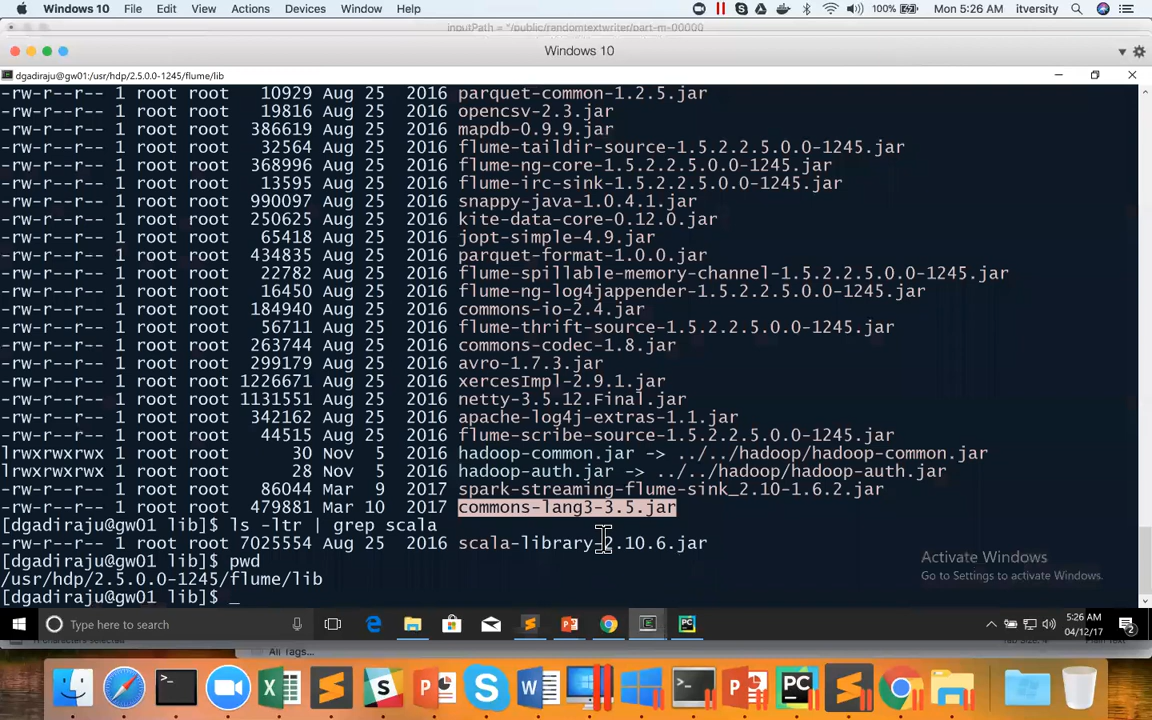 Windows 10 File Edit View Actions Devices Window Help 100% Mon 5:26 AM itversity
inputPath = "/public/randomtextwriter/part-m-00000
Windows 10
dgadiraju@gw01:/usr/hdp/2.5.0.0-1245/flume/lib
-rw-r--r-- 1 root root 10929 Aug 25 2016 parquet-common-1.2.5.jar
-rw-r--r-- 1 root root 19816 Aug 25 2016 opencsv-2.3.jar
-rw-r--r-- 1 root root 386619 Aug 25 2016 mapdb-0.9.9.jar
-rw-r--r-- 1 root root 32564 Aug 25 2016 flume-taildir-source-1.5.2.2.5.0.0-1245.jar
-rw-r--r-- 1 root root 368996 Aug 25 2016 flume-ng-core-1.5.2.2.5.0.0-1245.jar
-rw-r--r-- 1 root root 13595 Aug 25 2016 flume-irc-sink-1.5.2.2.5.0.0-1245.jar
-rw-r--r-- 1 root root 990097 Aug 25 2016 snappy-java-1.0.4.1.jar
-rw-r--r-- 1 root root 250625 Aug 25 2016 kite-data-core-0.12.0.jar
-rw-r--r-- 1 root root 65418 Aug 25 2016 jopt-simple-4.9.jar
-rw-r--r-- 1 root root 434835 Aug 25 2016 parquet-format-1.0.0.jar
-rw-r--r-- 1 root root 22782 Aug 25 2016 flume-spillable-memory-channel-1.5.2.2.5.0.0-1245.jar
-rw-r--r-- 1 root root 16450 Aug 25 2016 flume-ng-log4jappender-1.5.2.2.5.0.0-1245.jar
-rw-r--r-- 1 root root 184940 Aug 25 2016 commons-io-2.4.jar
-rw-r--r-- 1 root root 56711 Aug 25 2016 flume-thrift-source-1.5.2.2.5.0.0-1245.jar
-rw-r--r-- 1 root root 263744 Aug 25 2016 commons-codec-1.8.jar
-rw-r--r-- 1 root root 299179 Aug 25 2016 avro-1.7.3.jar
-rw-r--r-- 1 root root 1226671 Aug 25 2016 xercesImpl-2.9.1.jar
-rw-r--r-- 1 root root 1131551 Aug 25 2016 netty-3.5.12.Final.jar
-rw-r--r-- 1 root root 342162 Aug 25 2016 apache-log4j-extras-1.1.jar
-rw-r--r-- 1 root root 44515 Aug 25 2016 flume-scribe-source-1.5.2.2.5.0.0-1245.jar
lrwxrwxrwx 1 root root 30 Nov 5 2016 hadoop-common.jar -> ../../hadoop/hadoop-common.jar
lrwxrwxrwx 1 root root 28 Nov 5 2016 hadoop-auth.jar -> ../../hadoop/hadoop-auth.jar
-rw-r--r-- 1 root root 86044 Mar 9 2017 spark-streaming-flume-sink_2.10-1.6.2.jar
-rw-r--r-- 1 root root 479881 Mar 10 2017 commons-lang3-3.5.jar
[dgadiraju@gw01 lib]$ ls -ltr | grep scala
-rw-r--r-- 1 root root 7025554 Aug 25 2016 scala-library-2.10.6.jar
[dgadiraju@gw01 lib]$ pwd
/usr/hdp/2.5.0.0-1245/flume/lib
[dgadiraju@gw01 lib]$ _
Activate Windows
Go to Settings to activate Windows.
Type here to search
5:26 AM
04/12/17
All Tags...